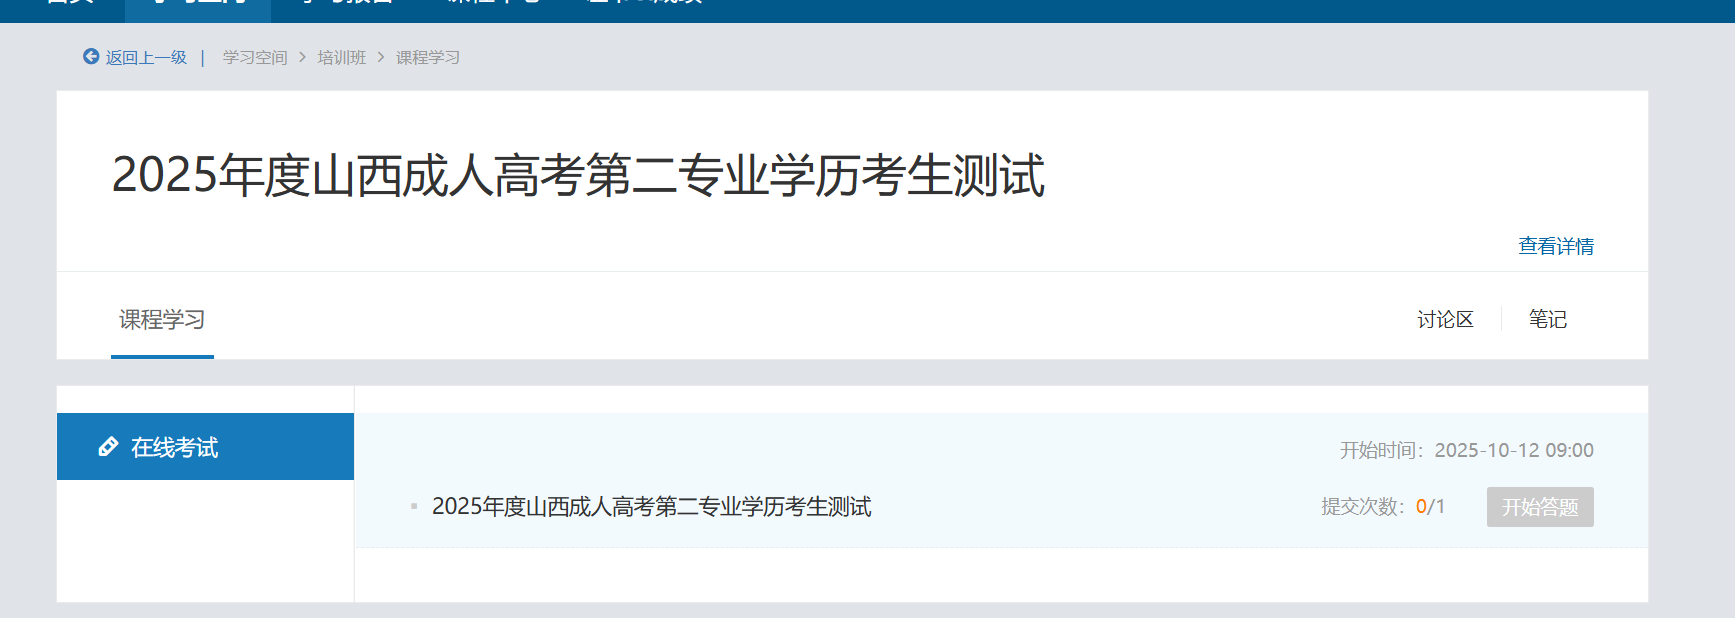 返回上一级 | 学习空间 > 培训班 > 课程学习
2025年度山西成人高考第二专业学历考生测试
查看详情
课程学习
讨论区
笔记
在线考试
开始时间：2025-10-12 09:00
2025年度山西成人高考第二专业学历考生测试
提交次数：0/1
开始答题